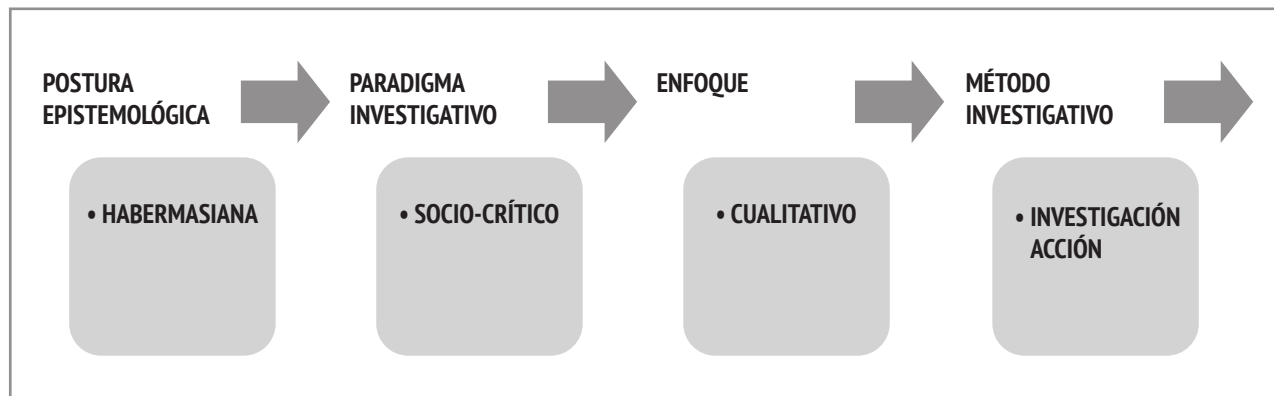 POSTURA
EPISTEMOLÓGICA
PARADIGMA
INVESTIGATIVO
ENFOQUE
MÉTODO
INVESTIGATIVO
• HABERMASIANA
• SOCIO-CRÍTICO
• CUALITATIVO
• INVESTIGACIÓN
ACCIÓN